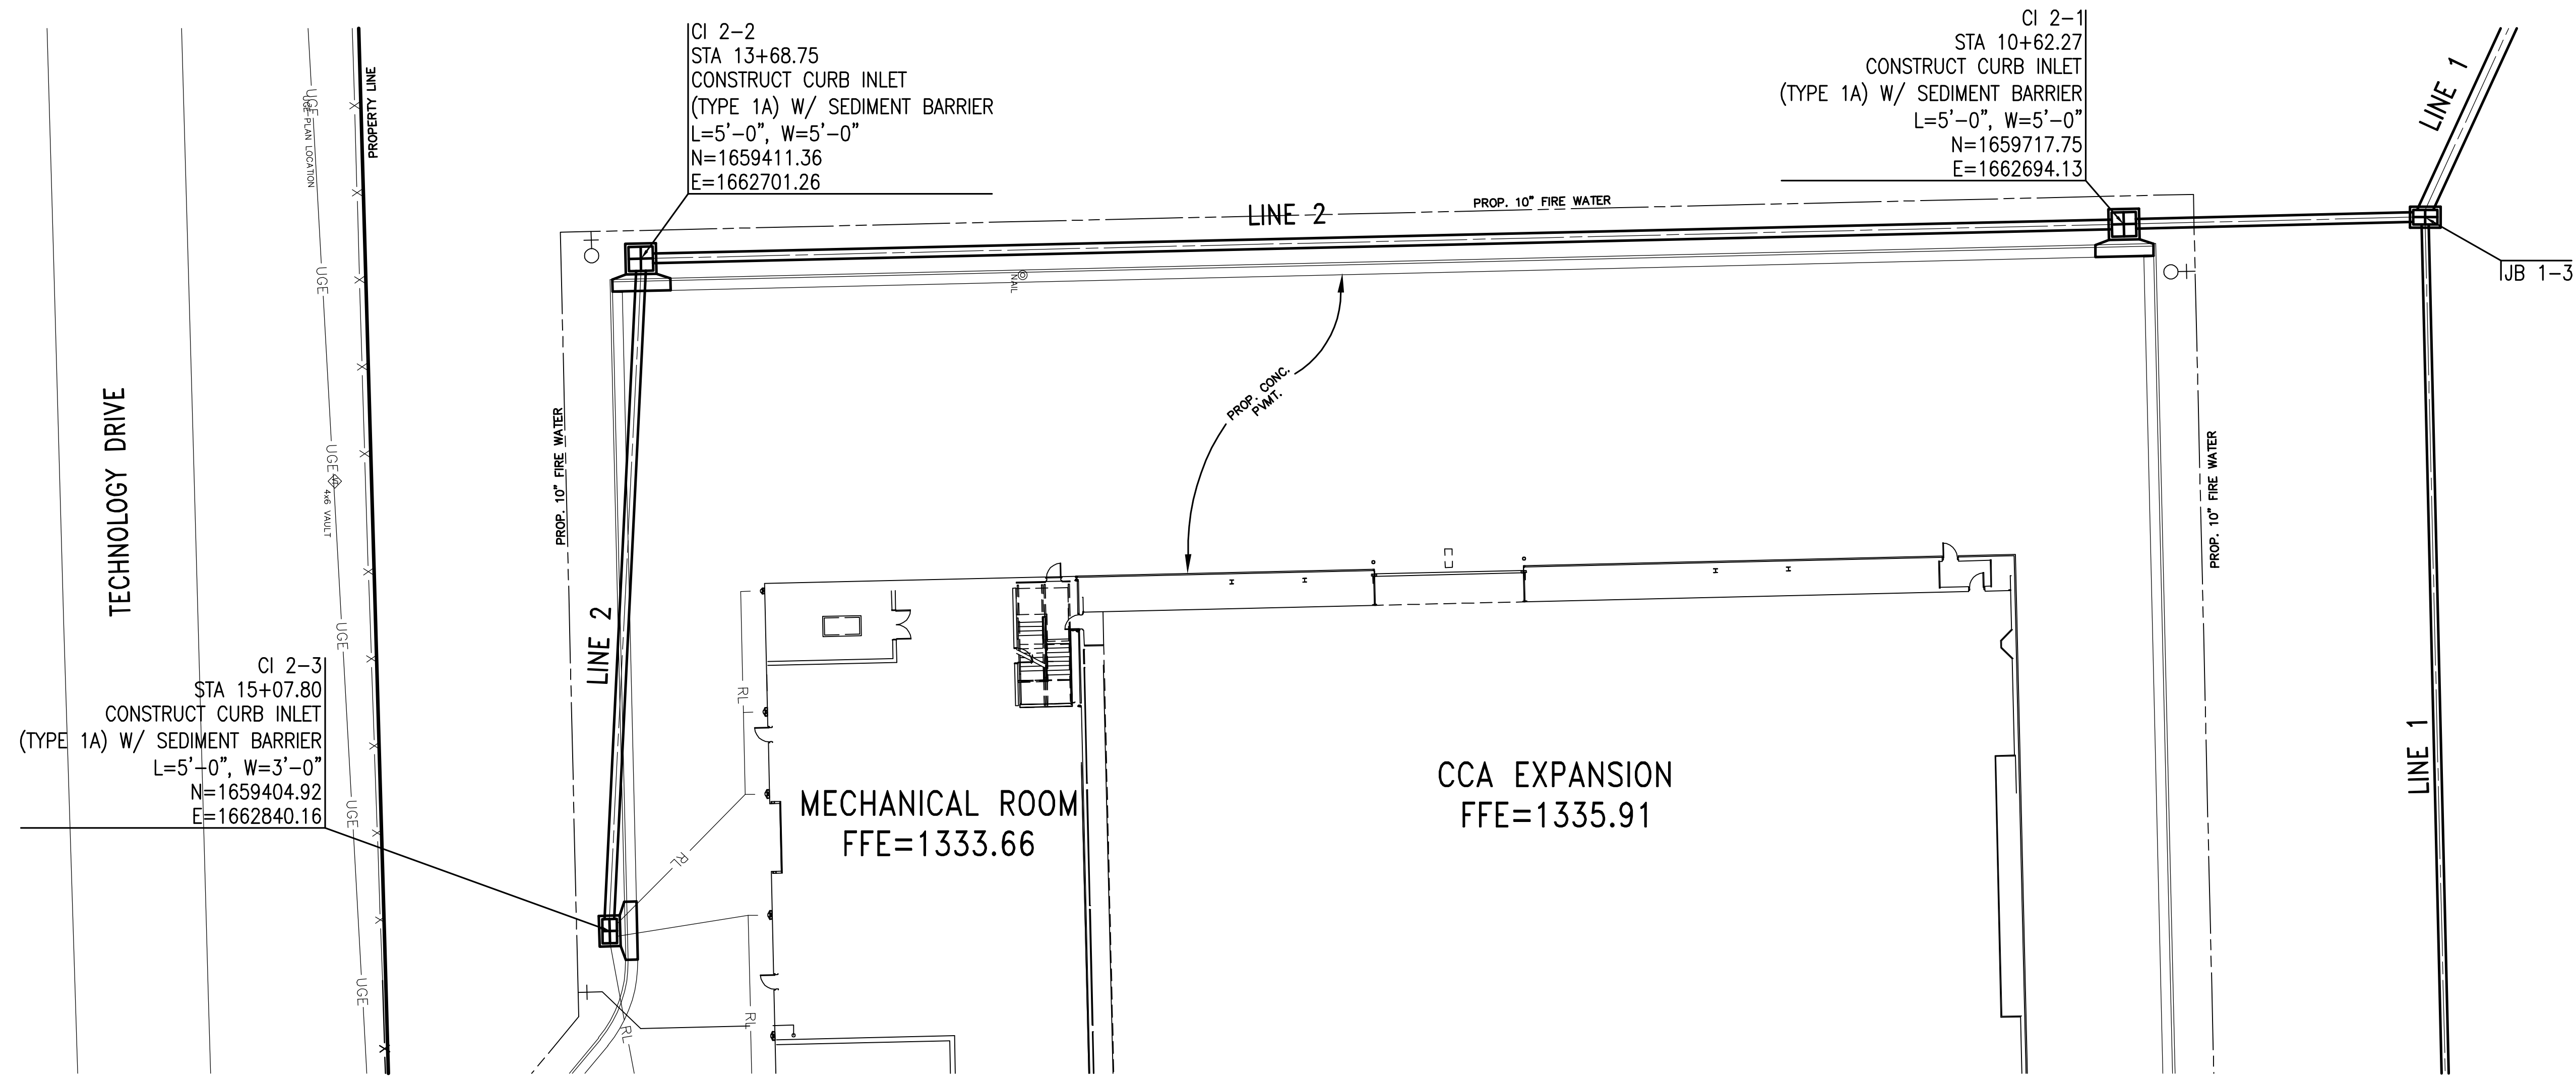 CI 2-2
STA 13+68.75
CONSTRUCT CURB INLET
(TYPE 1A) W/ SEDIMENT BARRIER
L=5'-0", W=5'-0"
N=1659411.36
E=1662701.26
CI 2-1
STA 10+62.27
CONSTRUCT CURB INLET
(TYPE 1A) W/ SEDIMENT BARRIER
L=5'-0", W=5'-0"
N=1659717.75
E=1662694.13
LINE 1
JB 1-3
PROPERTY LINE
UGE
UGE-PLAN LOCATION
LINE 2
PROP. 10" FIRE WATER
NAIL
UGE
UGE
4x6 VAULT
TECHNOLOGY DRIVE
PROP. 10" FIRE WATER
PROP. CONC.
PVMT.
PROP. 10" FIRE WATER
LINE 2
UGE
CI 2-3
STA 15+07.80
CONSTRUCT CURB INLET
(TYPE 1A) W/ SEDIMENT BARRIER
L=5'-0", W=3'-0"
N=1659404.92
E=1662840.16
UGE
UGE
RL
RL
RL
RL
MECHANICAL ROOM
FFE=1333.66
CCA EXPANSION
FFE=1335.91
LINE 1